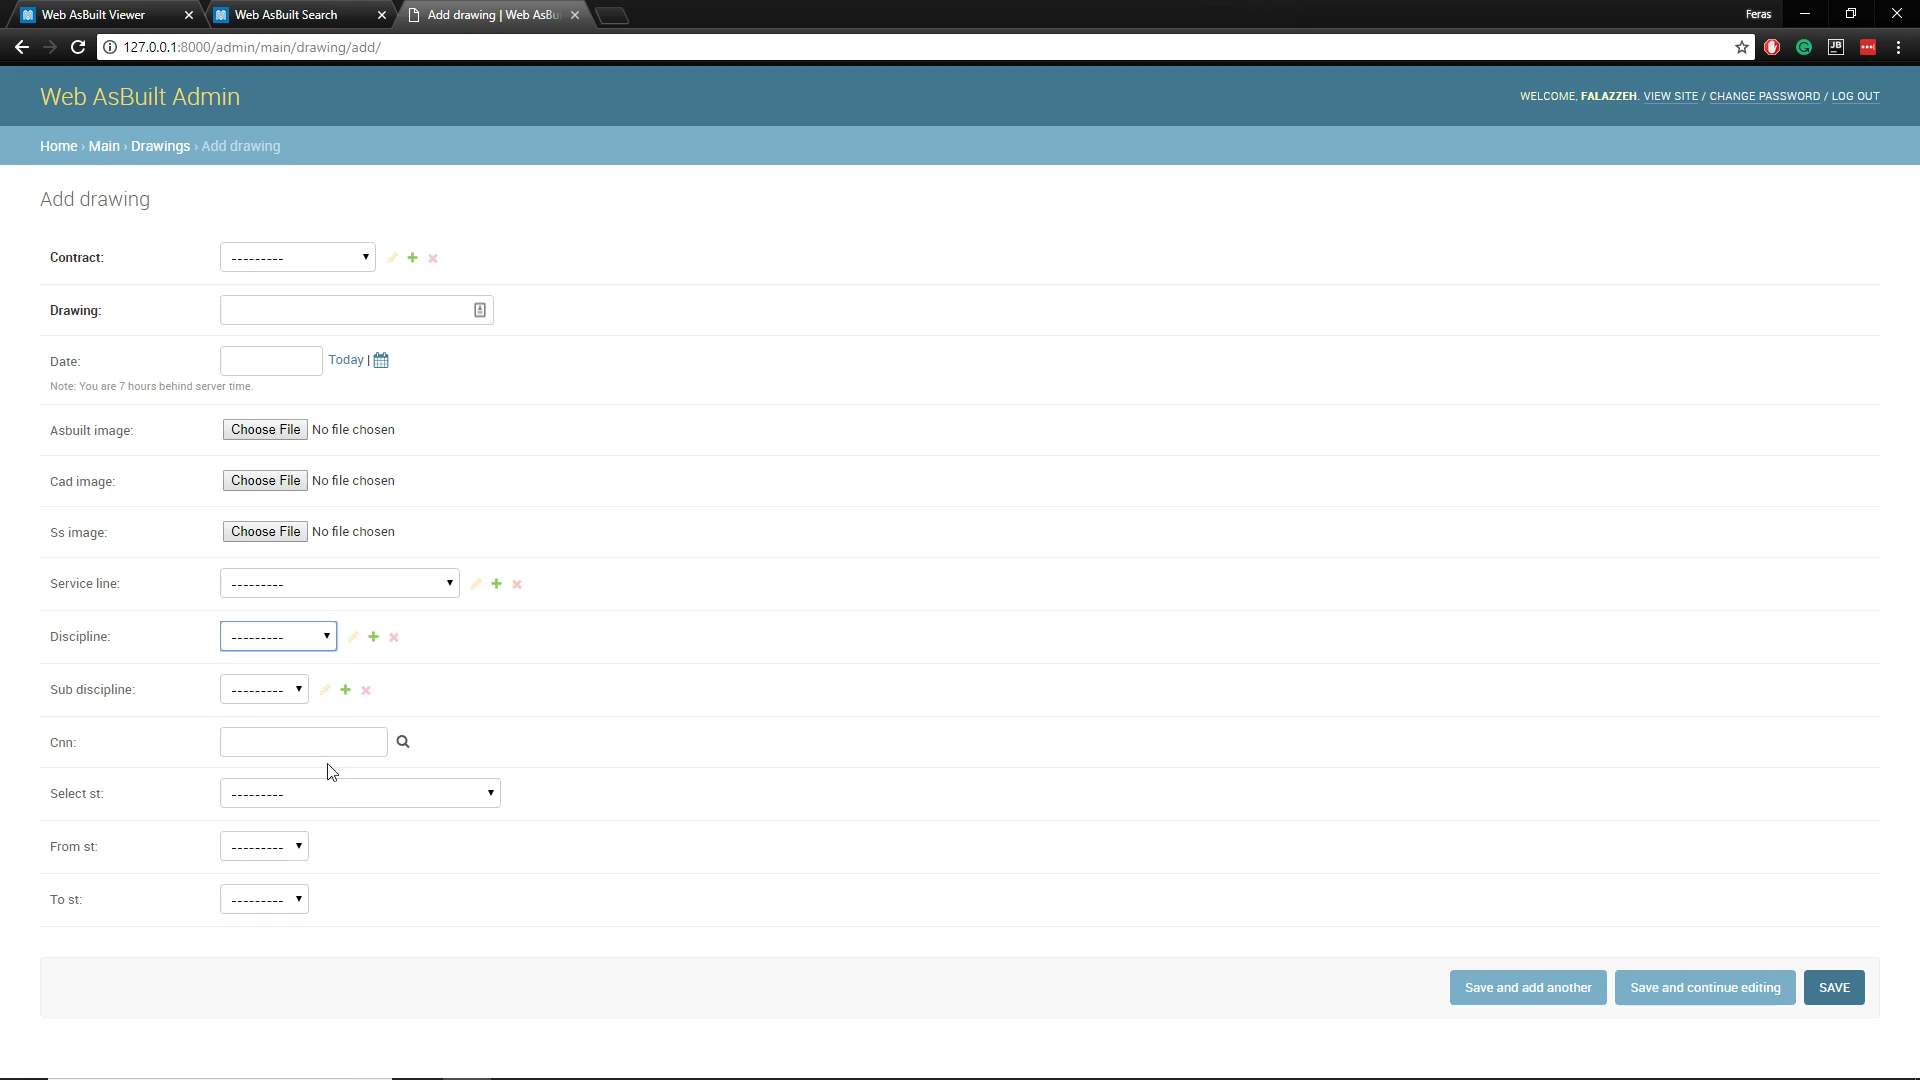 Web AsBuilt Viewer
Web AsBuilt Search
Add drawing | Web AsBu
Feras
127.0.0.1:8000/admin/main/drawing/add/
Web AsBuilt Admin
WELCOME, FALAZZEH. VIEW SITE / CHANGE PASSWORD / LOG OUT
Home › Main › Drawings › Add drawing
Add drawing
Contract: ---------
Drawing:
Date: Today |
Note: You are 7 hours behind server time.
Asbuilt image: Choose File No file chosen
Cad image: Choose File No file chosen
Ss image: Choose File No file chosen
Service line: ---------
Discipline: ---------
Sub discipline: ---------
Cnn:
Select st: ---------
From st: ---------
To st: ---------
Save and add another Save and continue editing SAVE